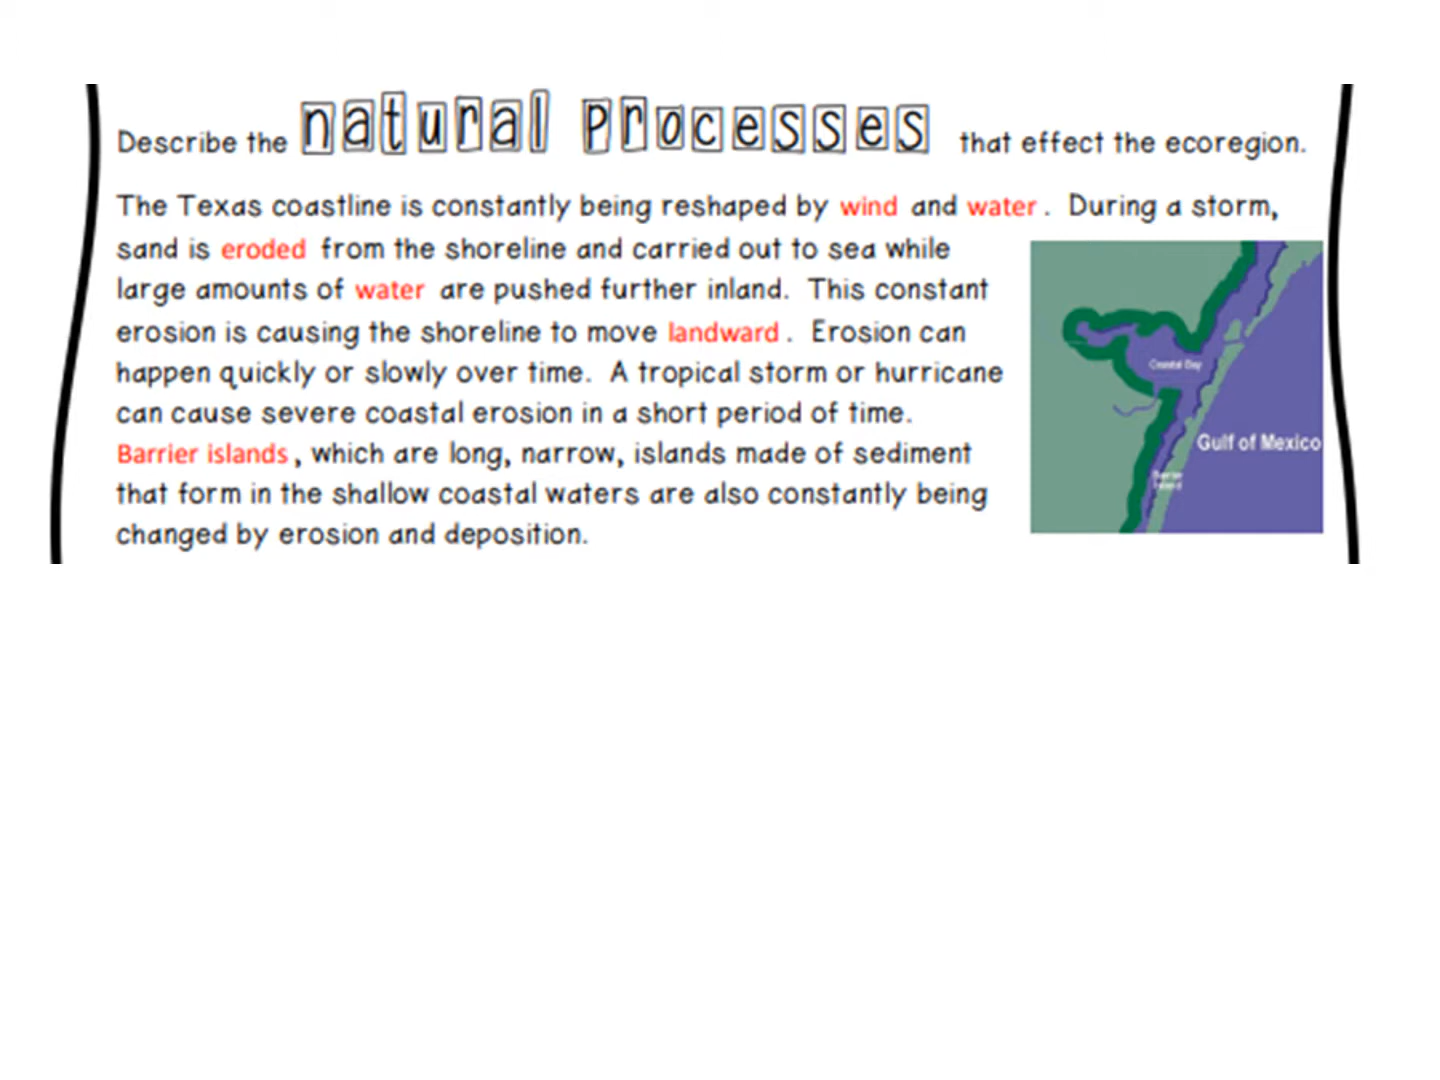 Describe the natural processes that effect the ecoregion.
The Texas coastline is constantly being reshaped by wind and water. During a storm,
sand is eroded from the shoreline and carried out to sea while
large amounts of water are pushed further inland. This constant
erosion is causing the shoreline to move landward. Erosion can
happen quickly or slowly over time. A tropical storm or hurricane
can cause severe coastal erosion in a short period of time.
Barrier islands, which are long, narrow, islands made of sediment
that form in the shallow coastal waters are also constantly being
changed by erosion and deposition.
Coastal Bay
Gulf of Mexico
Barrier
Island